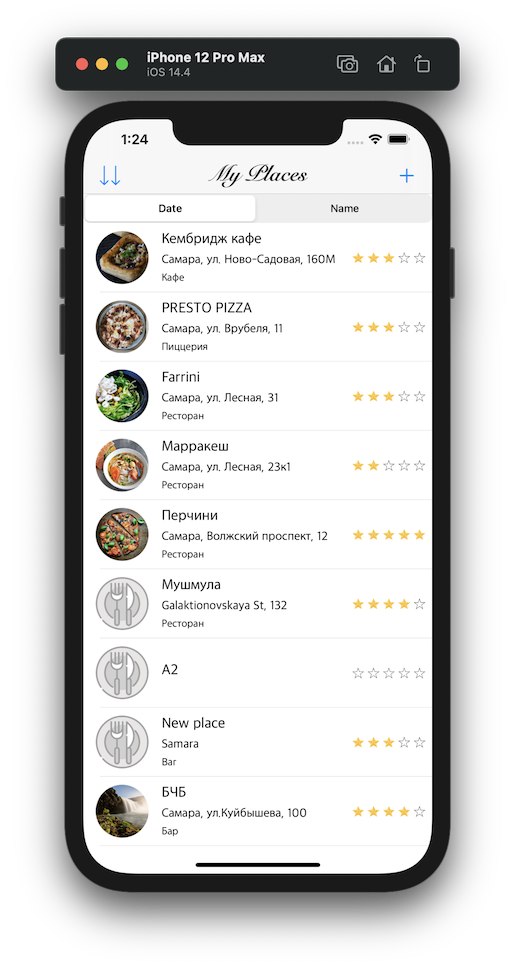 iPhone 12 Pro Max
iOS 14.4
1:24
My Places
Date
Name
Кембридж кафе
Самара, ул. Ново-Садовая, 160М
Кафе
PRESTO PIZZA
Самара, ул. Врубеля, 11
Пиццерия
Farrini
Самара, ул. Лесная, 31
Ресторан
Марракеш
Самара, ул. Лесная, 23к1
Ресторан
Перчини
Самара, Волжский проспект, 12
Ресторан
Мушмула
Galaktionovskaya St, 132
Ресторан
A2
New place
Samara
Bar
БЧБ
Самара, ул.Куйбышева, 100
Бар